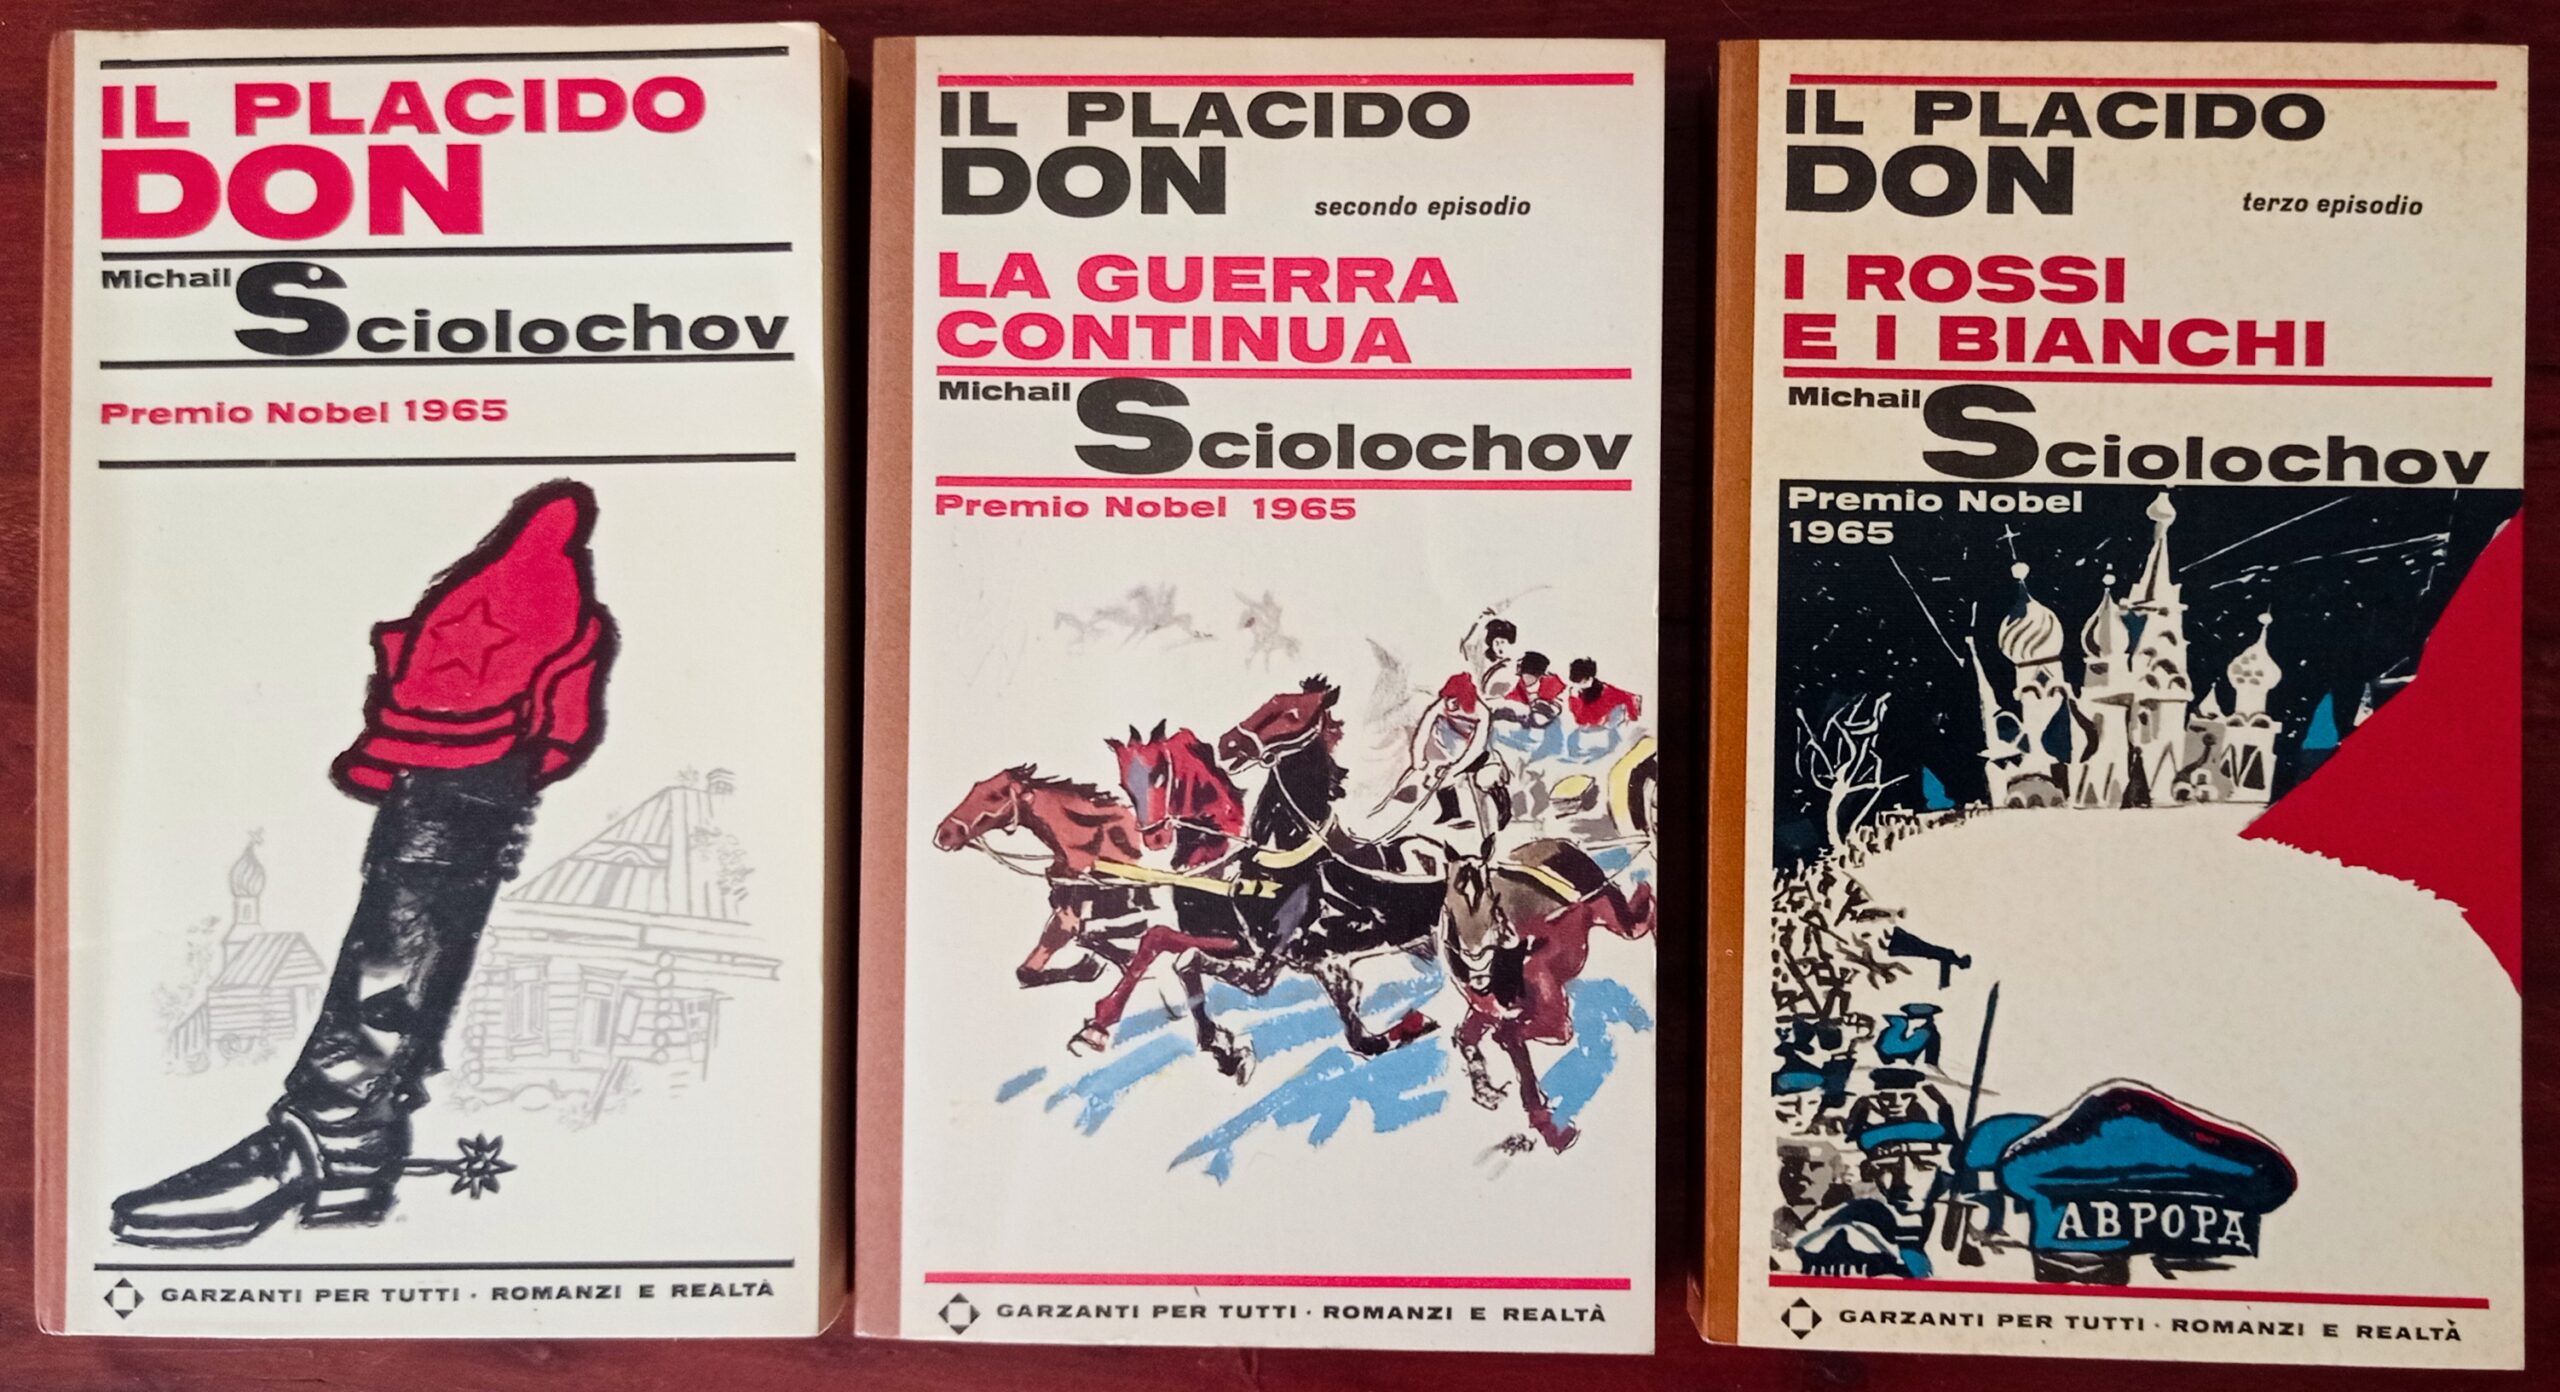 IL PLACIDO
DON
Michail Sciolochov
Premio Nobel 1965
GARZANTI PER TUTTI · ROMANZI E REALTÀ
IL PLACIDO
DON secondo episodio
LA GUERRA
CONTINUA
Michail Sciolochov
Premio Nobel 1965
GARZANTI PER TUTTI · ROMANZI E REALTÀ
IL PLACIDO
DON terzo episodio
I ROSSI
E I BIANCHI
Michail Sciolochov
Premio Nobel
1965
АВРОРА
GARZANTI PER TUTTI · ROMANZI E REALTÀ